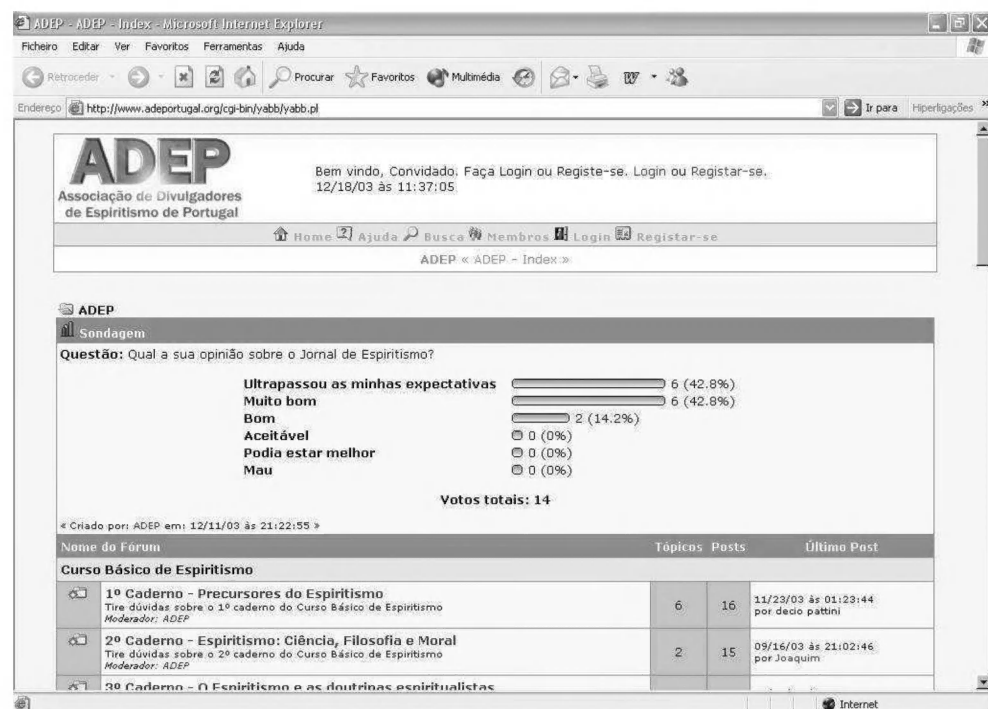 ADEP - ADEP - Index - Microsoft Internet Explorer
Ficheiro Editar Ver Favoritos Ferramentas Ajuda
Retroceder Procurar Favoritos Multimédia
Endereço http://www.adeportugal.org/cgi-bin/yabb/yabb.pl Ir para Hiperligações »
ADEP
Associação de Divulgadores
de Espiritismo de Portugal
Bem vindo, Convidado. Faça Login ou Registe-se. Login ou Registar-se.
12/18/03 às 11:37:05
Home Ajuda Busca Membros Login Registar-se
ADEP « ADEP - Index »
ADEP
Sondagem
Questão: Qual a sua opinião sobre o Jornal de Espiritismo?
Ultrapassou as minhas expectativas 6 (42.8%)
Muito bom 6 (42.8%)
Bom 2 (14.2%)
Aceitável 0 (0%)
Podia estar melhor 0 (0%)
Mau 0 (0%)
Votos totais: 14
« Criado por: ADEP em: 12/11/03 às 21:22:55 »
Nome do Fórum Tópicos Posts Último Post
Curso Básico de Espiritismo
1º Caderno - Precursores do Espiritismo
Tire dúvidas sobre o 1º caderno do Curso Básico de Espiritismo
Moderador: ADEP
6 16 11/23/03 às 01:23:44
por decio pattini
2º Caderno - Espiritismo: Ciência, Filosofia e Moral
Tire dúvidas sobre o 2º caderno do Curso Básico de Espiritismo
Moderador: ADEP
2 15 09/16/03 às 21:02:46
por Joaquim
3º Caderno - O Espiritismo e as doutrinas espiritualistas
Internet